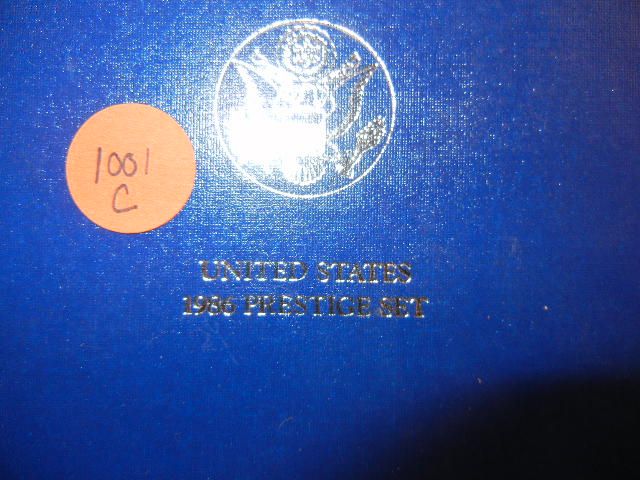 1001
C
UNITED STATES
1986 PRESTIGE SET